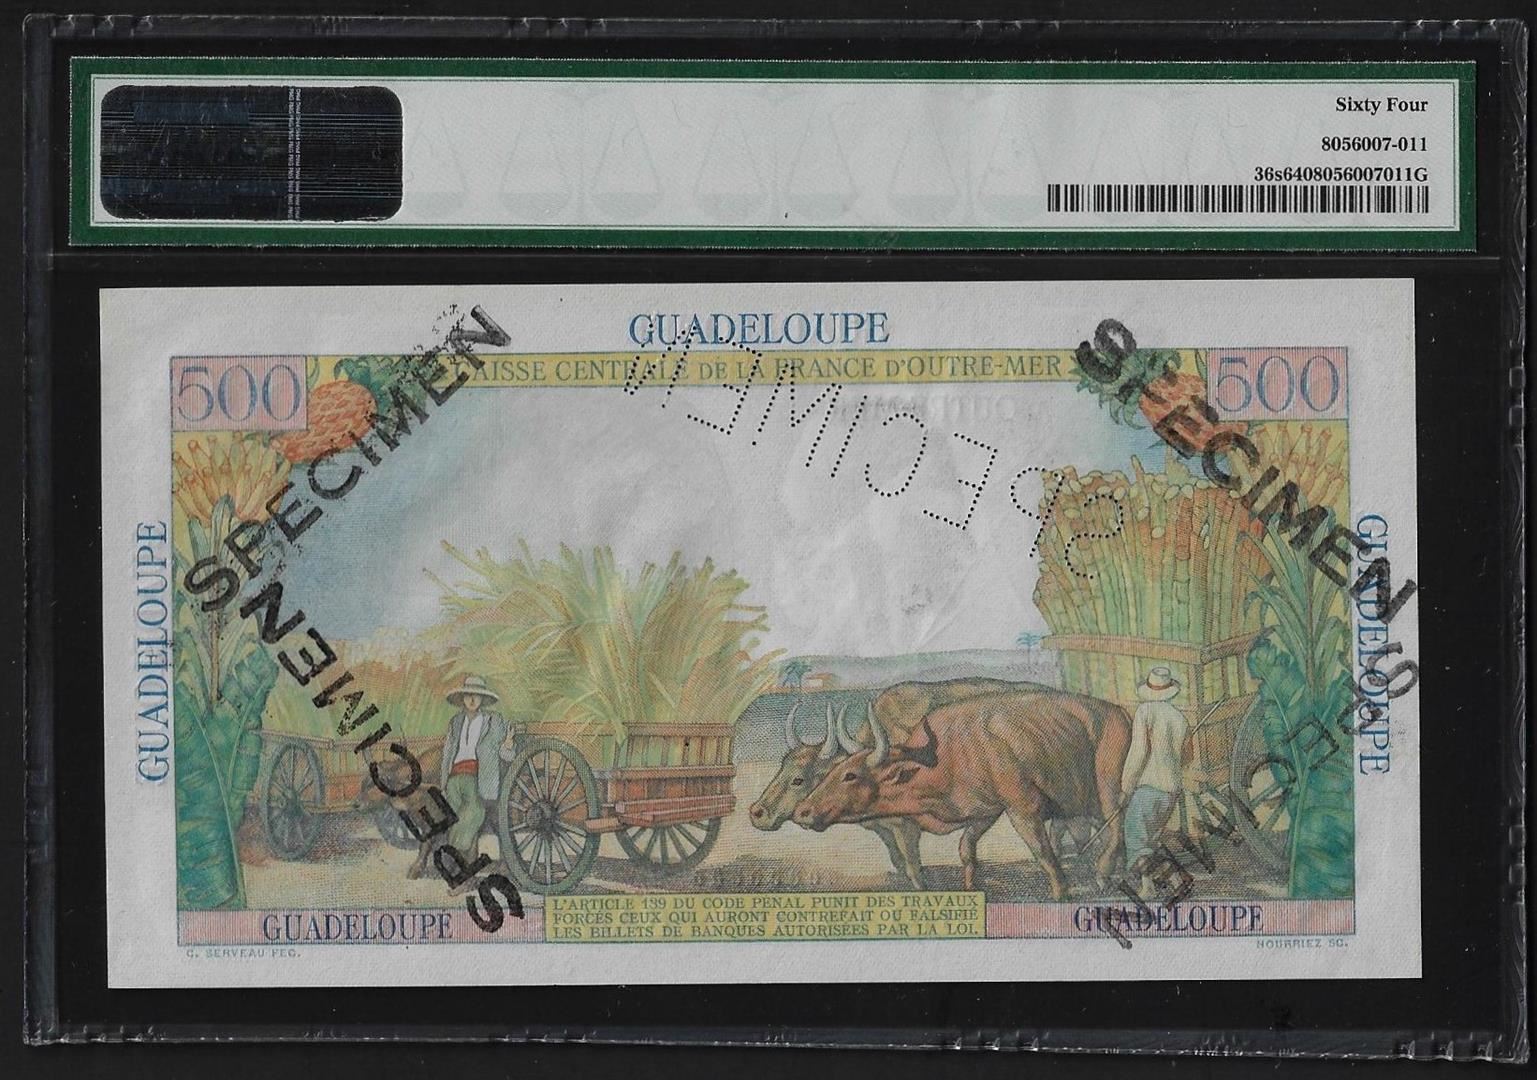 Sixty Four
8056007-011
36s6408056007011G
GUADELOUPE
500
CAISSE CENTRALE DE LA FRANCE D'OUTRE-MER
500
SPECIMEN
SPECIMEN
SPECIMEN
SPECIMEN
SPECIMEN
GUADELOUPE
GUADELOUPE
GUADELOUPE
L'ARTICLE 139 DU CODE PÉNAL PUNIT DES TRAVAUX
FORCÉS CEUX QUI AURONT CONTREFAIT OU FALSIFIÉ
LES BILLETS DE BANQUES AUTORISÉES PAR LA LOI.
GUADELOUPE
C. SERVEAU FEC.
HOURRIEZ SC.